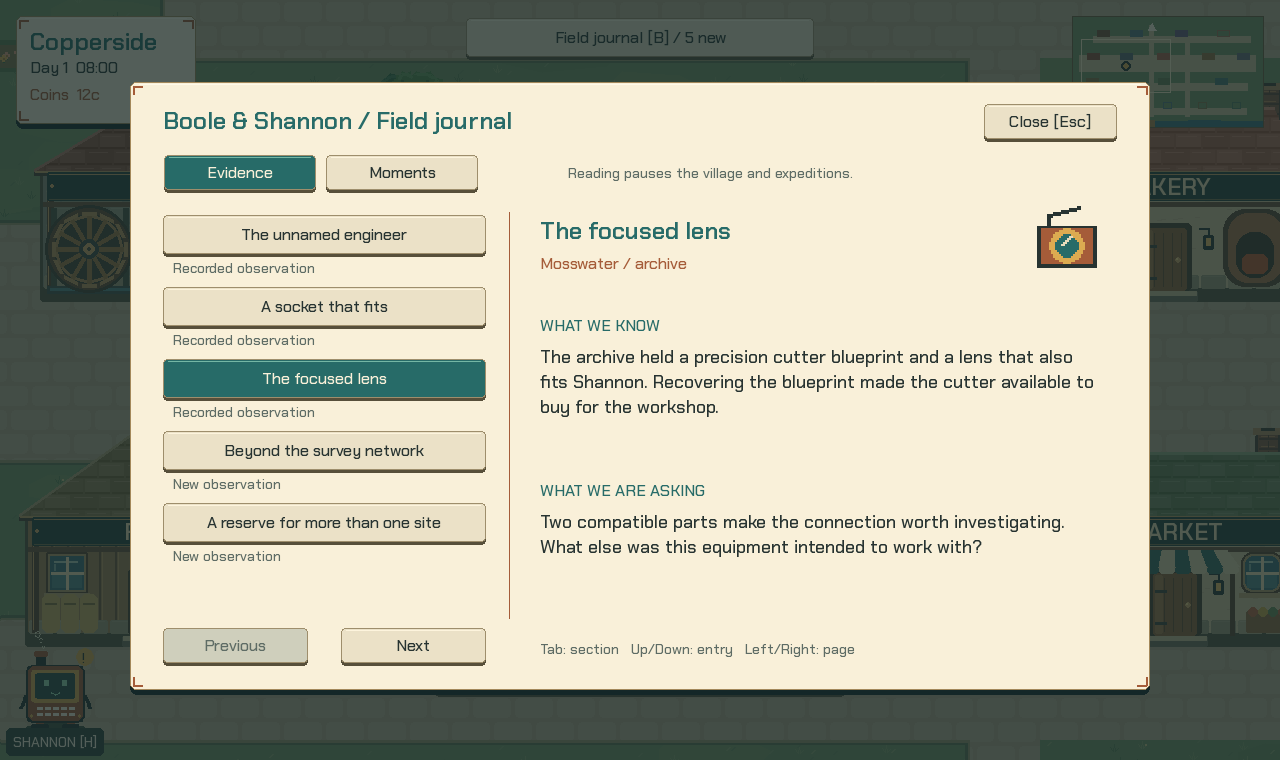 Copperside
Day 1 08:00
Coins 12c
Field journal [B] / 5 new
Boole & Shannon / Field journal
Close [Esc]
Evidence
Moments
Reading pauses the village and expeditions.
The unnamed engineer
Recorded observation
A socket that fits
Recorded observation
The focused lens
Recorded observation
Beyond the survey network
New observation
A reserve for more than one site
New observation
Previous
Next
The focused lens
Mosswater / archive
WHAT WE KNOW
The archive held a precision cutter blueprint and a lens that also
fits Shannon. Recovering the blueprint made the cutter available to
buy for the workshop.
WHAT WE ARE ASKING
Two compatible parts make the connection worth investigating.
What else was this equipment intended to work with?
Tab: section Up/Down: entry Left/Right: page
KERY
ARKET
SHANNON [H]